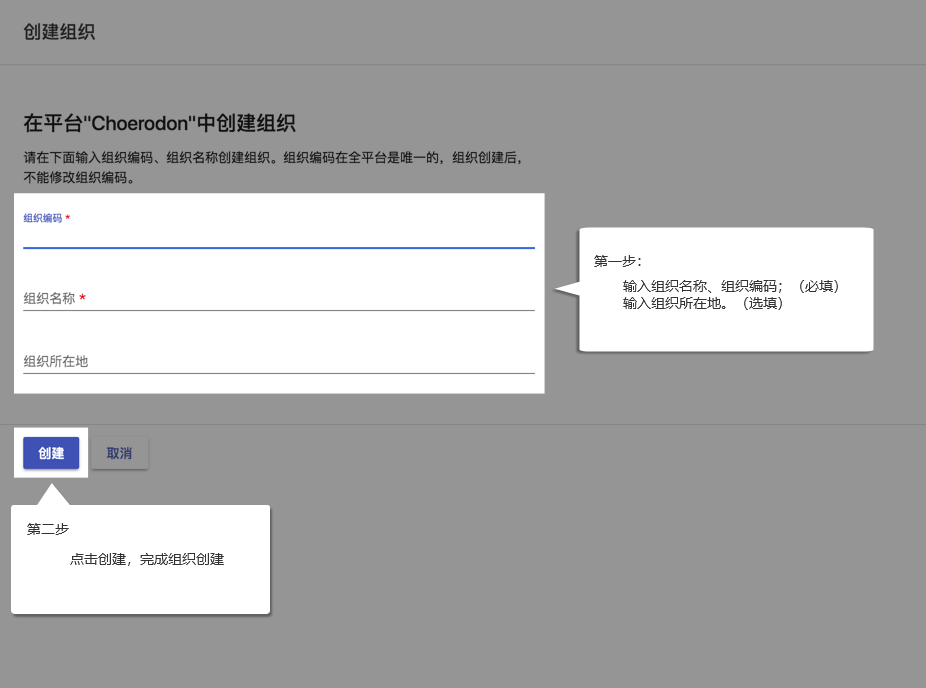 创建组织
在平台"Choerodon"中创建组织
请在下面输入组织编码、组织名称创建组织。组织编码在全平台是唯一的，组织创建后，
不能修改组织编码。
组织编码 *
组织名称 *
组织所在地
第一步：
输入组织名称、组织编码；（必填）
输入组织所在地。（选填）
创建
取消
第二步
点击创建，完成组织创建